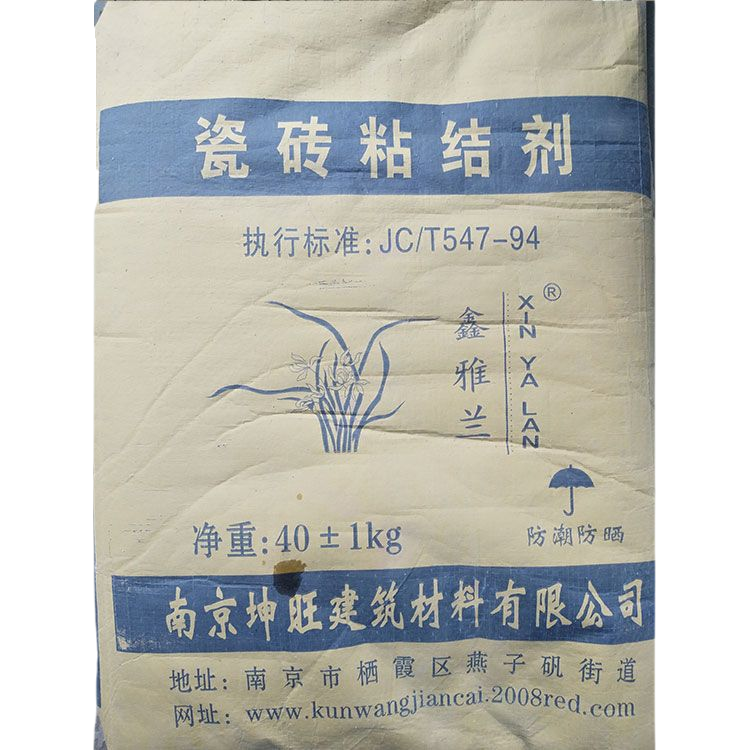 瓷砖粘结剂
执行标准: JC/T547-94
鑫雅兰
XIN YA LAN
®
防潮防晒
净重: 40±1kg
南京坤旺建筑材料有限公司
地址: 南京市栖霞区燕子矶街道
网址: www.kunwangjiancai.2008red.com